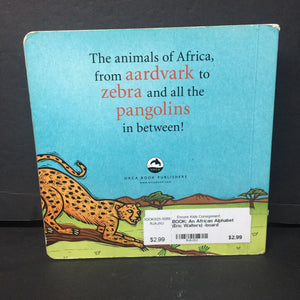 The animals of Africa,
from aardvark to
zebra and all the
pangolins
in between!
ORCA BOOK PUBLISHERS
$2.99
Encore Kids Consignment
BOOK: An African Alphabet
(Eric Walters) -board
$2.99